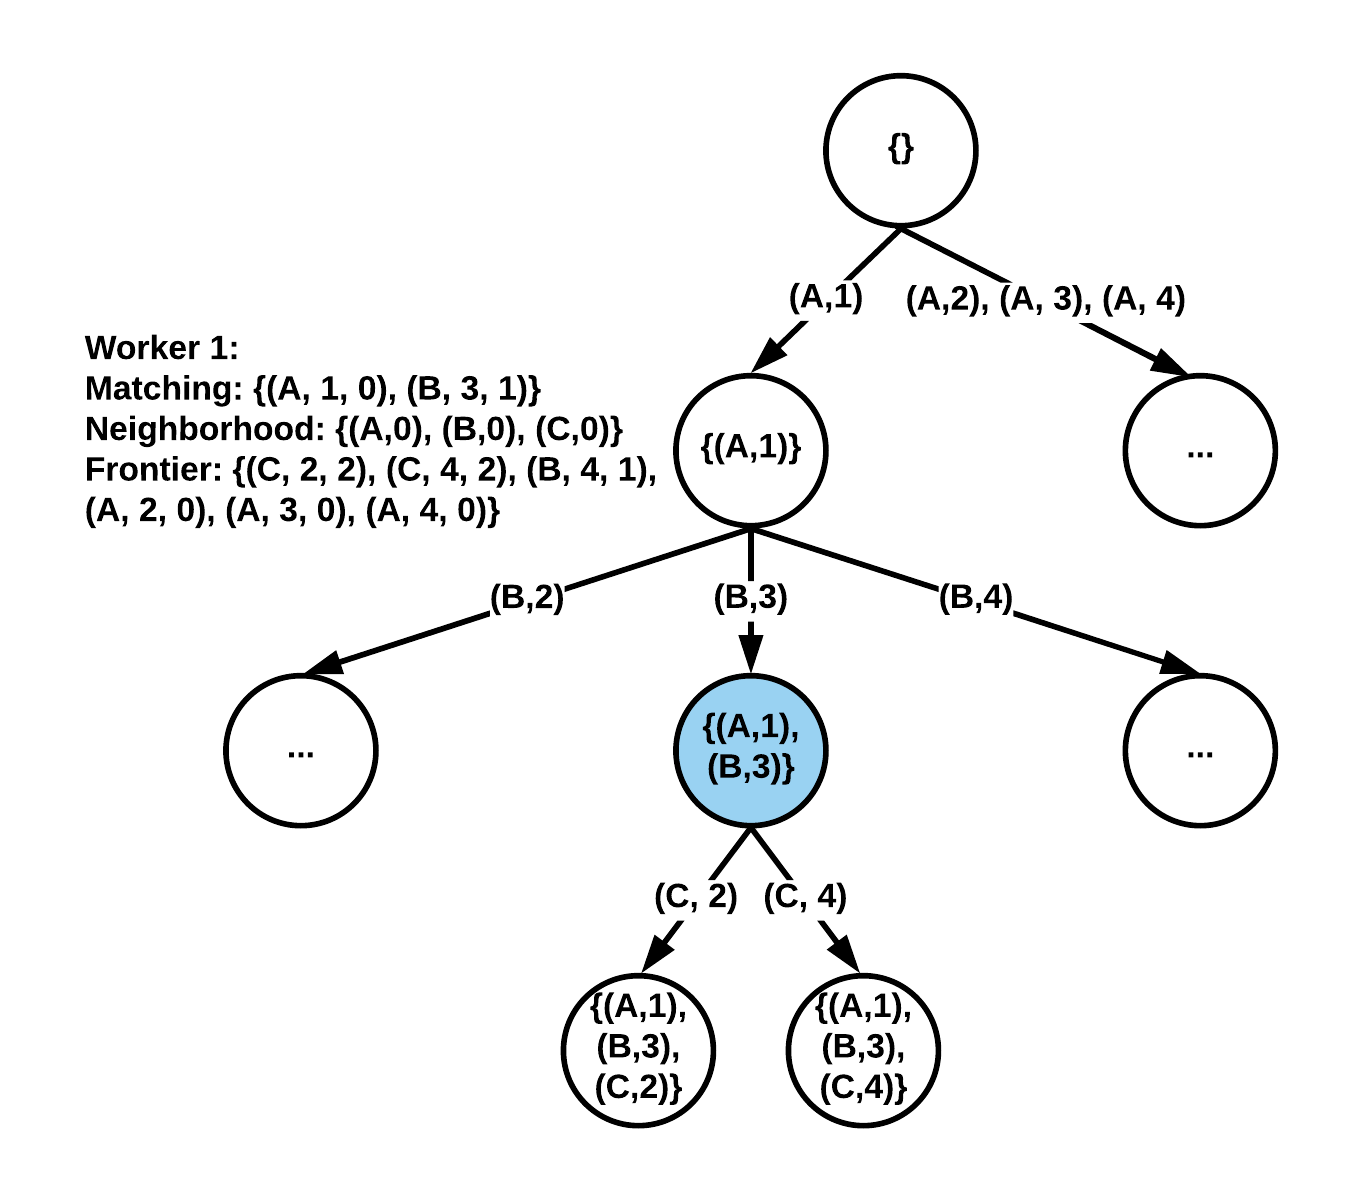 {}
(A,1)
(A,2), (A, 3), (A, 4)
Worker 1:
Matching: {(A, 1, 0), (B, 3, 1)}
Neighborhood: {(A,0), (B,0), (C,0)}
Frontier: {(C, 2, 2), (C, 4, 2), (B, 4, 1),
(A, 2, 0), (A, 3, 0), (A, 4, 0)}
{(A,1)}
...
(B,2)
(B,3)
(B,4)
...
{(A,1),
(B,3)}
...
(C, 2)
(C, 4)
{(A,1),
(B,3),
(C,2)}
{(A,1),
(B,3),
(C,4)}